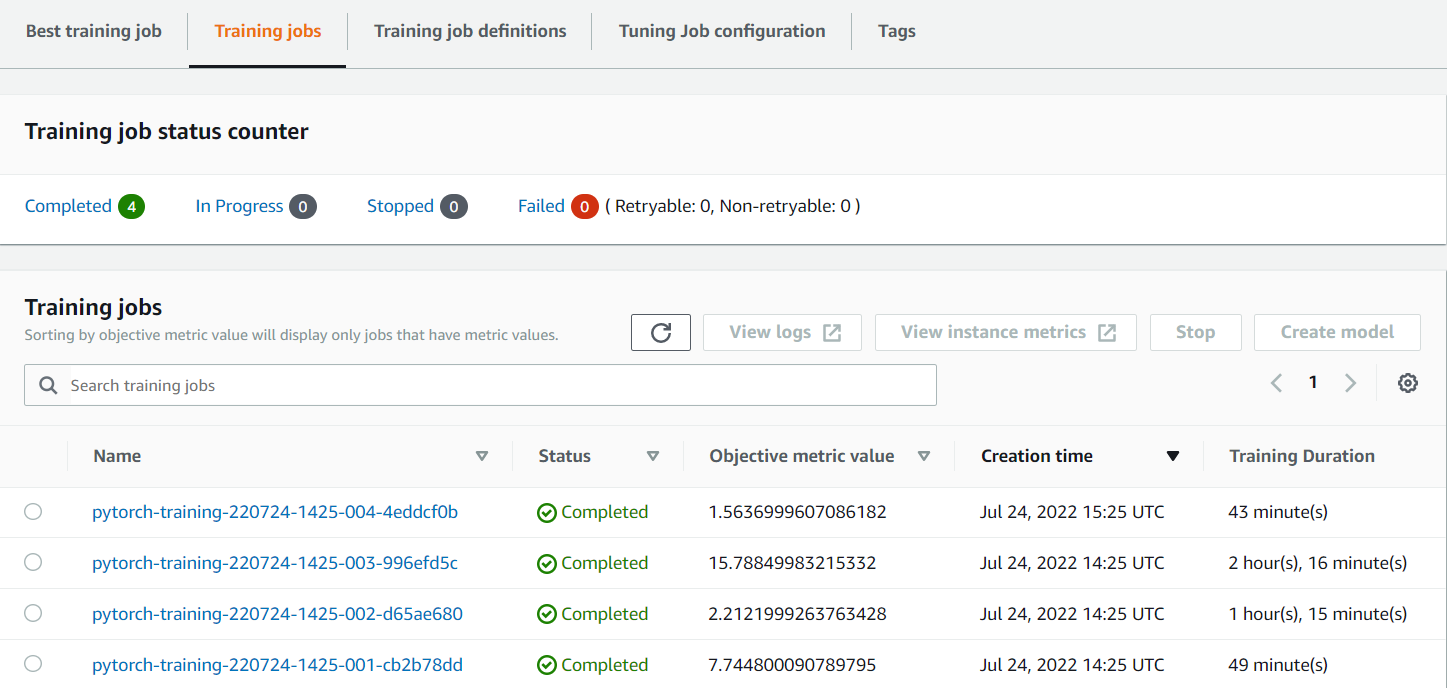 Best training job Training jobs Training job definitions Tuning Job configuration Tags
Training job status counter
Completed 4 In Progress 0 Stopped 0 Failed 0 ( Retryable: 0, Non-retryable: 0 )
Training jobs
Sorting by objective metric value will display only jobs that have metric values.
View logs View instance metrics Stop Create model
Search training jobs 1
Name Status Objective metric value Creation time Training Duration
pytorch-training-220724-1425-004-4eddcf0b Completed 1.5636999607086182 Jul 24, 2022 15:25 UTC 43 minute(s)
pytorch-training-220724-1425-003-996efd5c Completed 15.78849983215332 Jul 24, 2022 14:25 UTC 2 hour(s), 16 minute(s)
pytorch-training-220724-1425-002-d65ae680 Completed 2.2121999263763428 Jul 24, 2022 14:25 UTC 1 hour(s), 15 minute(s)
pytorch-training-220724-1425-001-cb2b78dd Completed 7.744800090789795 Jul 24, 2022 14:25 UTC 49 minute(s)